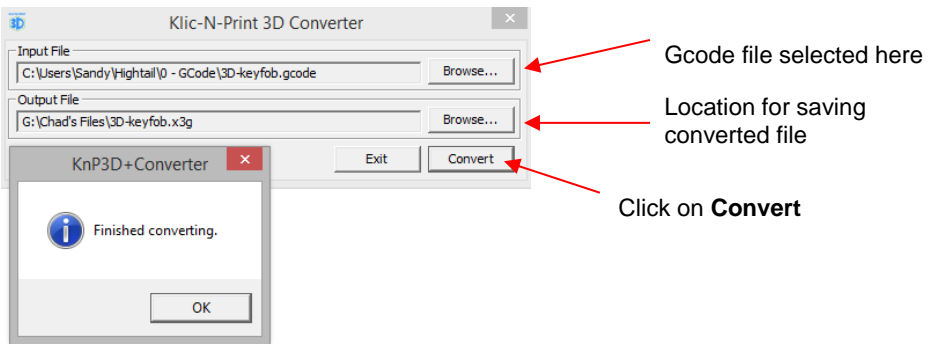 3D Klic-N-Print 3D Converter
Input File
C:\Users\Sandy\Hightail\0 - GCode\3D-keyfob.gcode Browse...
Gcode file selected here
Output File
G:\Chad's Files\3D-keyfob.x3g Browse...
Location for saving
converted file
Exit Convert
Click on Convert
KnP3D+Converter
Finished converting.
OK